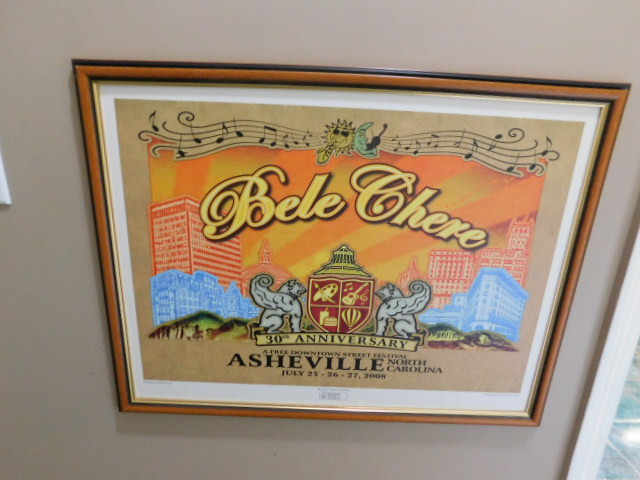 Bele Chere
30th ANNIVERSARY
A FREE DOWNTOWN STREET FESTIVAL
ASHEVILLE NORTH CAROLINA
JULY 25 - 26 - 27, 2008